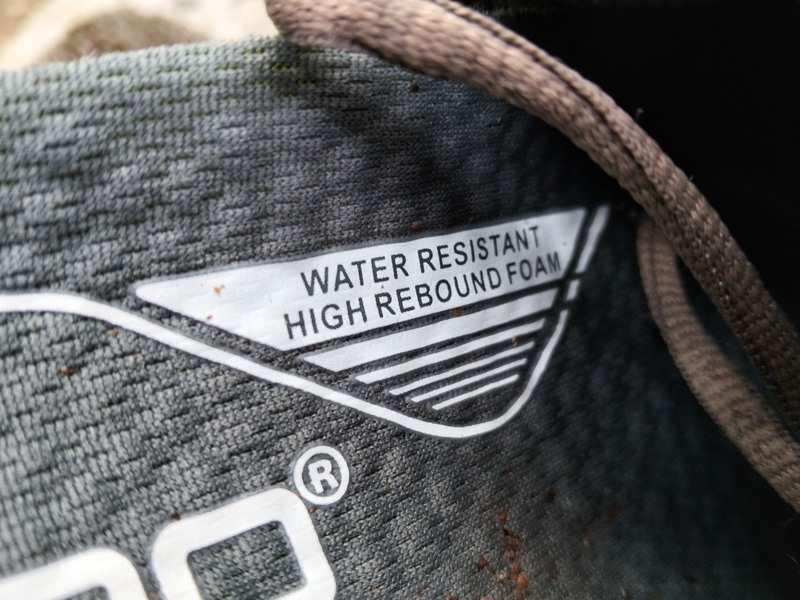 WATER RESISTANT
HIGH REBOUND FOAM
®